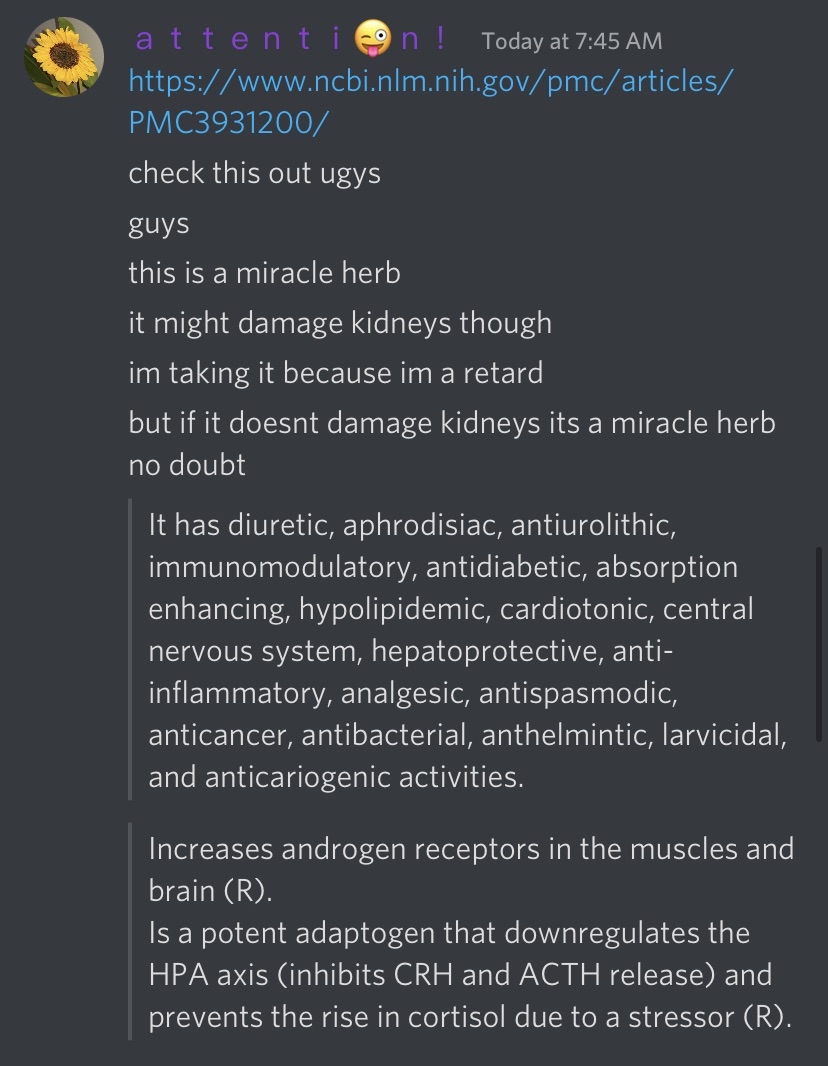 a t t e n t i 😜 n ! Today at 7:45 AM
https://www.ncbi.nlm.nih.gov/pmc/articles/
PMC3931200/
check this out ugys
guys
this is a miracle herb
it might damage kidneys though
im taking it because im a retard
but if it doesnt damage kidneys its a miracle herb
no doubt
It has diuretic, aphrodisiac, antiurolithic,
immunomodulatory, antidiabetic, absorption
enhancing, hypolipidemic, cardiotonic, central
nervous system, hepatoprotective, anti-
inflammatory, analgesic, antispasmodic,
anticancer, antibacterial, anthelmintic, larvicidal,
and anticariogenic activities.
Increases androgen receptors in the muscles and
brain (R).
Is a potent adaptogen that downregulates the
HPA axis (inhibits CRH and ACTH release) and
prevents the rise in cortisol due to a stressor (R).